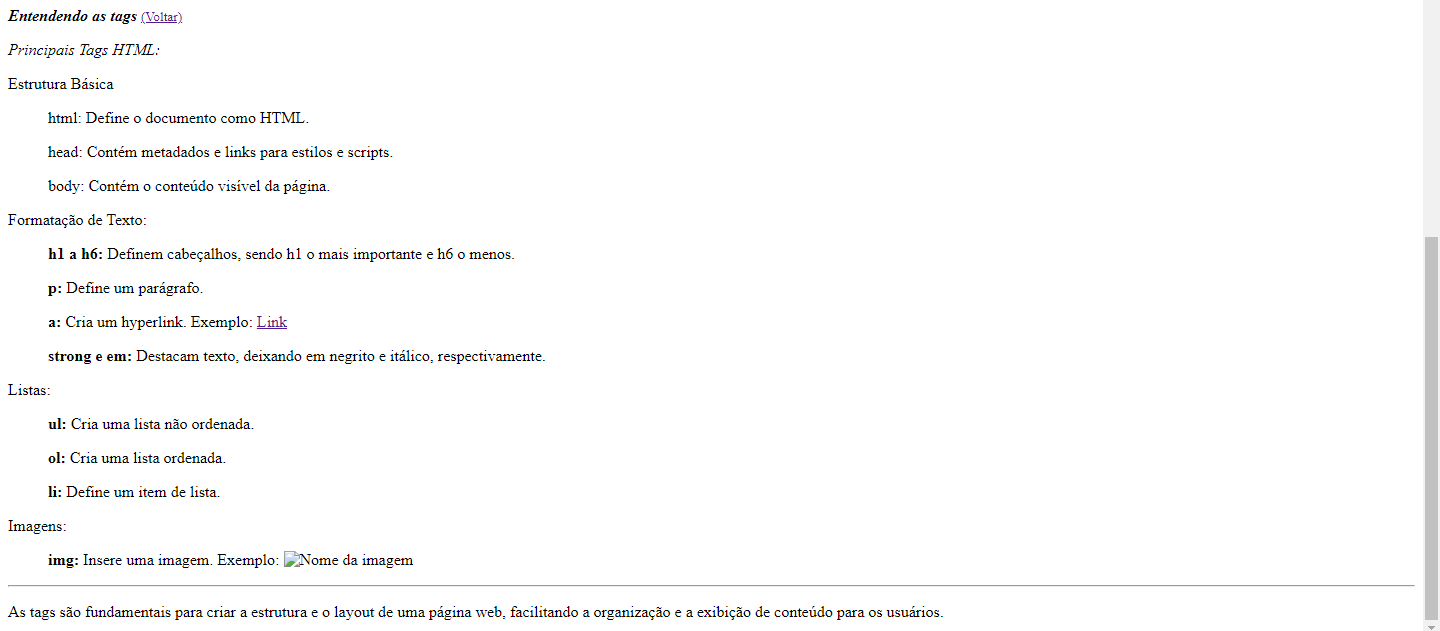 Entendendo as tags (Voltar)
Principais Tags HTML:
Estrutura Básica
html: Define o documento como HTML.
head: Contém metadados e links para estilos e scripts.
body: Contém o conteúdo visível da página.
Formatação de Texto:
h1 a h6: Definem cabeçalhos, sendo h1 o mais importante e h6 o menos.
p: Define um parágrafo.
a: Cria um hyperlink. Exemplo: Link
strong e em: Destacam texto, deixando em negrito e itálico, respectivamente.
Listas:
ul: Cria uma lista não ordenada.
ol: Cria uma lista ordenada.
li: Define um item de lista.
Imagens:
img: Insere uma imagem. Exemplo: Nome da imagem
As tags são fundamentais para criar a estrutura e o layout de uma página web, facilitando a organização e a exibição de conteúdo para os usuários.